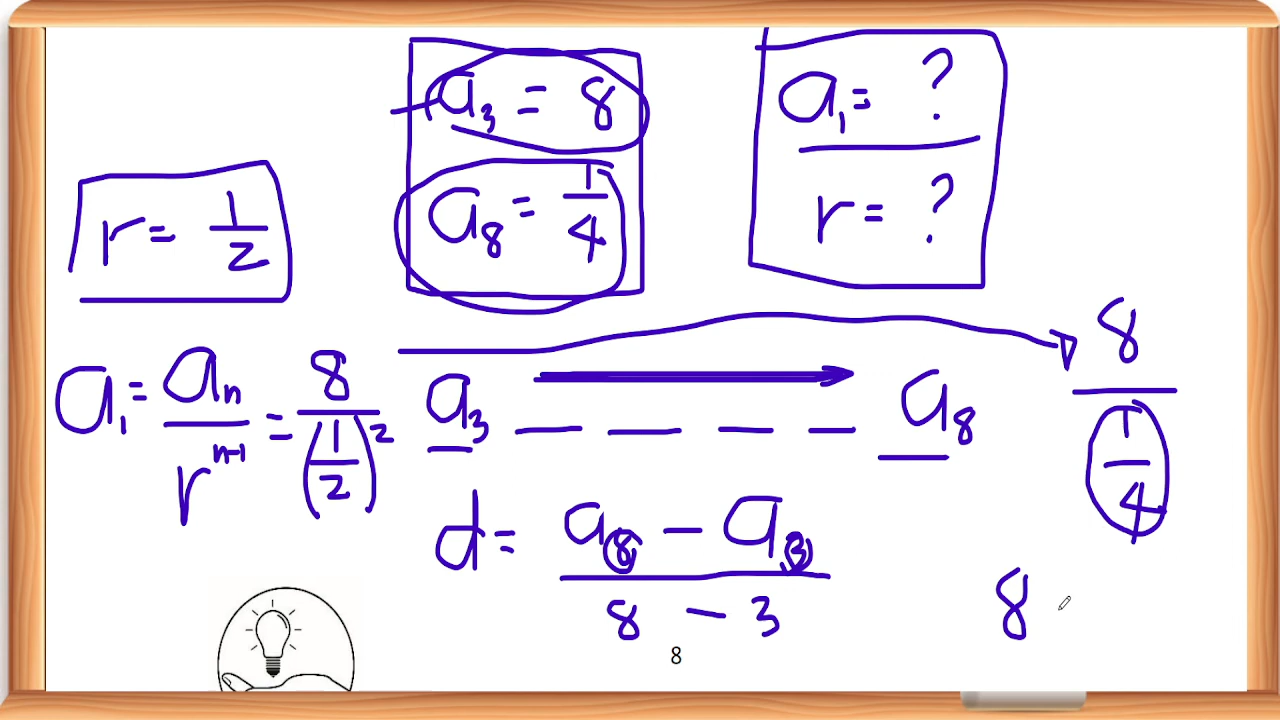 a₃ = 8
a₈ = 1/4
a₁ = ?
r = ?
r = 1/2
a₁ = aₙ/rⁿ⁻¹ = 8/(1/2)²
a₃ _ _ _ _ a₈
8/(1/4)
d = (a₈ − a₃)/(8 − 3)
8
8